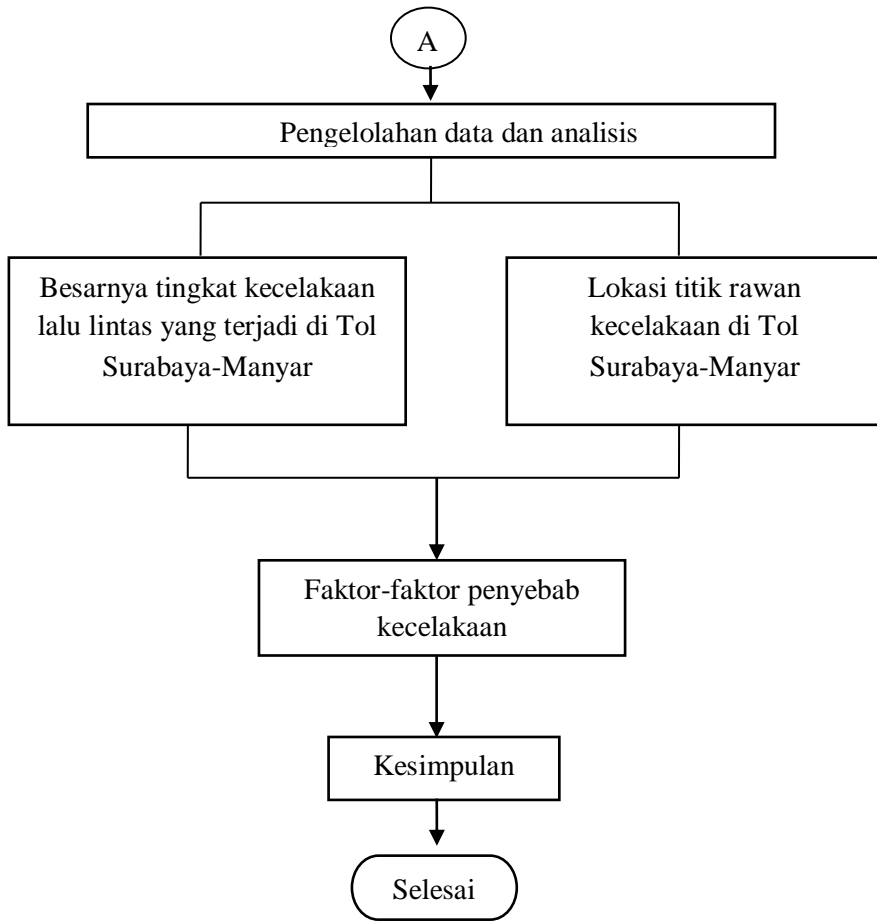 A
Pengelolahan data dan analisis
Besarnya tingkat kecelakaan
lalu lintas yang terjadi di Tol
Surabaya-Manyar
Lokasi titik rawan
kecelakaan di Tol
Surabaya-Manyar
Faktor-faktor penyebab
kecelakaan
Kesimpulan
Selesai